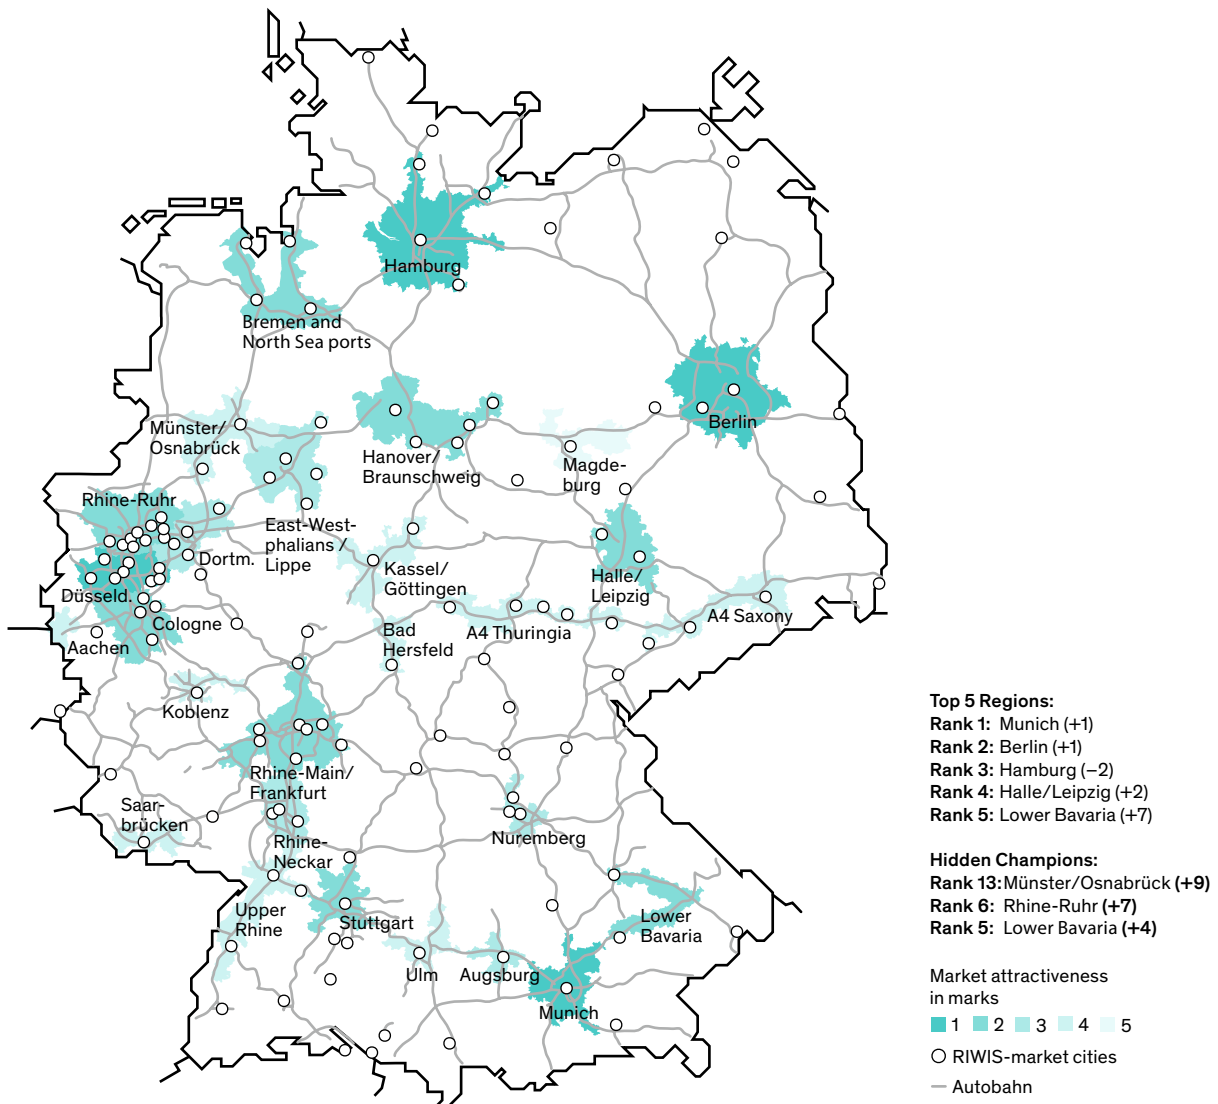 Hamburg
Bremen and
North Sea ports
Berlin
Münster/
Osnabrück
Hanover/
Braunschweig
Magde-
burg
Rhine-Ruhr
East-West-
phalians /
Lippe
Dortm.
Kassel/
Göttingen
Halle/
Leipzig
Düsseld.
Cologne
Aachen
Bad
Hersfeld
A4 Thuringia
A4 Saxony
Koblenz
Rhine-Main/
Frankfurt
Saar-
brücken
Nuremberg
Rhine-
Neckar
Upper
Rhine
Stuttgart
Lower
Bavaria
Ulm
Augsburg
Munich
Top 5 Regions:
Rank 1: Munich (+1)
Rank 2: Berlin (+1)
Rank 3: Hamburg (–2)
Rank 4: Halle/Leipzig (+2)
Rank 5: Lower Bavaria (+7)
Hidden Champions:
Rank 13: Münster/Osnabrück (+9)
Rank 6: Rhine-Ruhr (+7)
Rank 5: Lower Bavaria (+4)
Market attractiveness
in marks
1 2 3 4 5
RIWIS-market cities
Autobahn